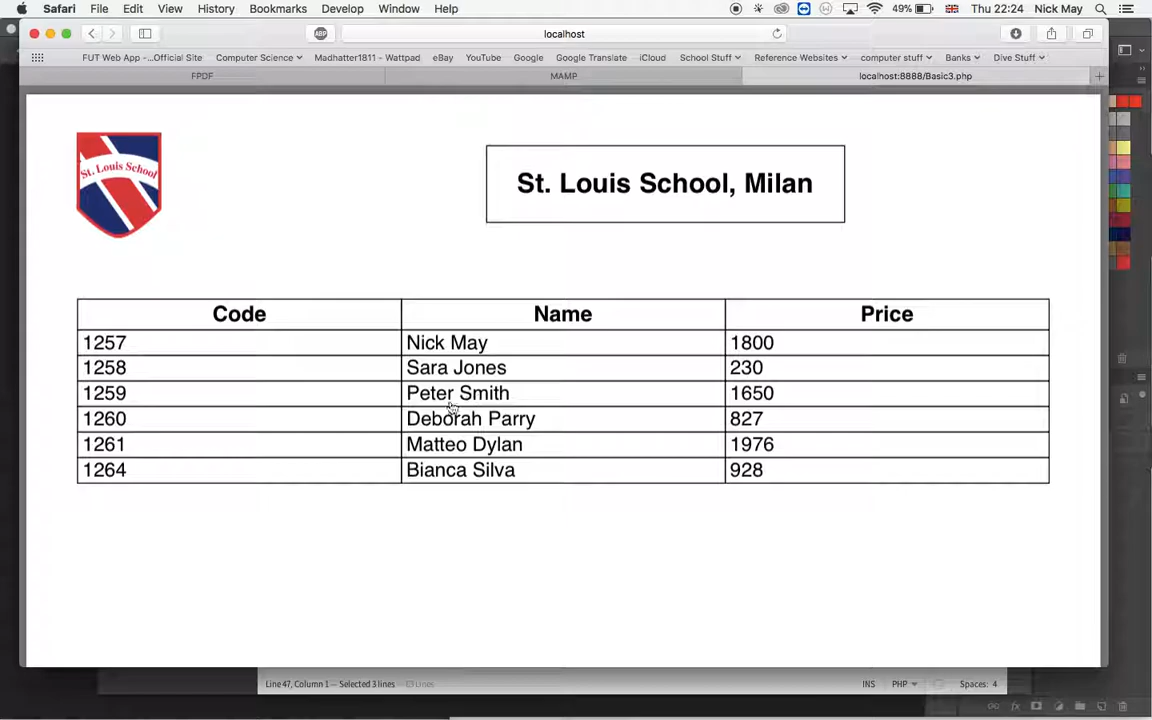 Safari File Edit View History Bookmarks Develop Window Help 49% Thu 22:24 Nick May
ABP localhost
FUT Web App -...Official Site Computer Science Madhatter1811 - Wattpad eBay YouTube Google Google Translate iCloud School Stuff Reference Websites computer stuff Banks Dive Stuff
FPDF MAMP localhost:8888/Basic3.php
St. Louis School
St. Louis School, Milan
Code Name Price
1257 Nick May 1800
1258 Sara Jones 230
1259 Peter Smith 1650
1260 Deborah Parry 827
1261 Matteo Dylan 1976
1264 Bianca Silva 928
Line 47, Column 1 — Selected 3 lines Lines INS PHP Spaces: 4
fx